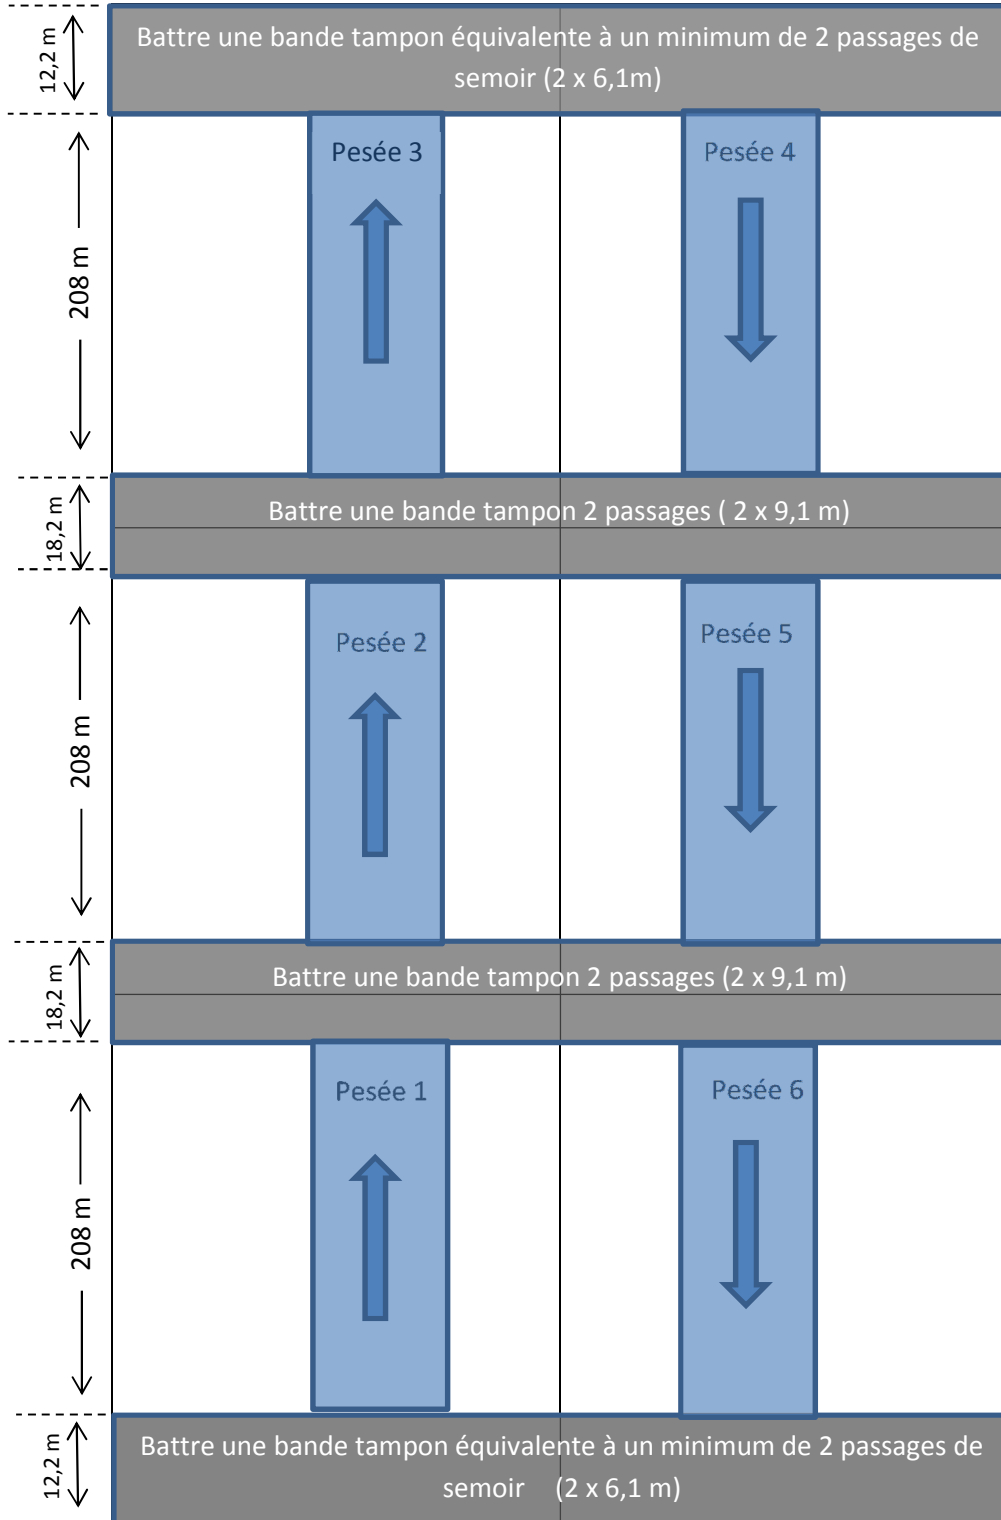 12,2 m
Battre une bande tampon équivalente à un minimum de 2 passages de
semoir (2 x 6,1m)
208 m
Pesée 3
Pesée 4
18,2 m
Battre une bande tampon 2 passages ( 2 x 9,1 m)
208 m
Pesée 2
Pesée 5
18,2 m
Battre une bande tampon 2 passages (2 x 9,1 m)
208 m
Pesée 1
Pesée 6
12,2 m
Battre une bande tampon équivalente à un minimum de 2 passages de
semoir (2 x 6,1 m)